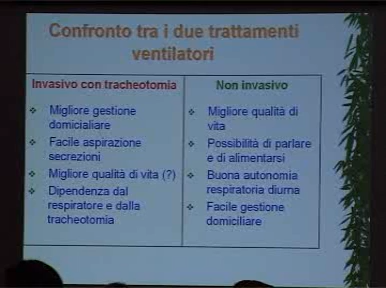 Confronto tra i due trattamenti
ventilatori
Invasivo con tracheotomia
Migliore gestione
domicialiare
Facile aspirazione
secrezioni
Migliore qualità di vita (?)
Dipendenza dal
respiratore e dalla
tracheotomia
Non invasivo
Migliore qualità di
vita
Possibilità di parlare
e di alimentarsi
Buona autonomia
respiratoria diurna
Facile gestione
domiciliare